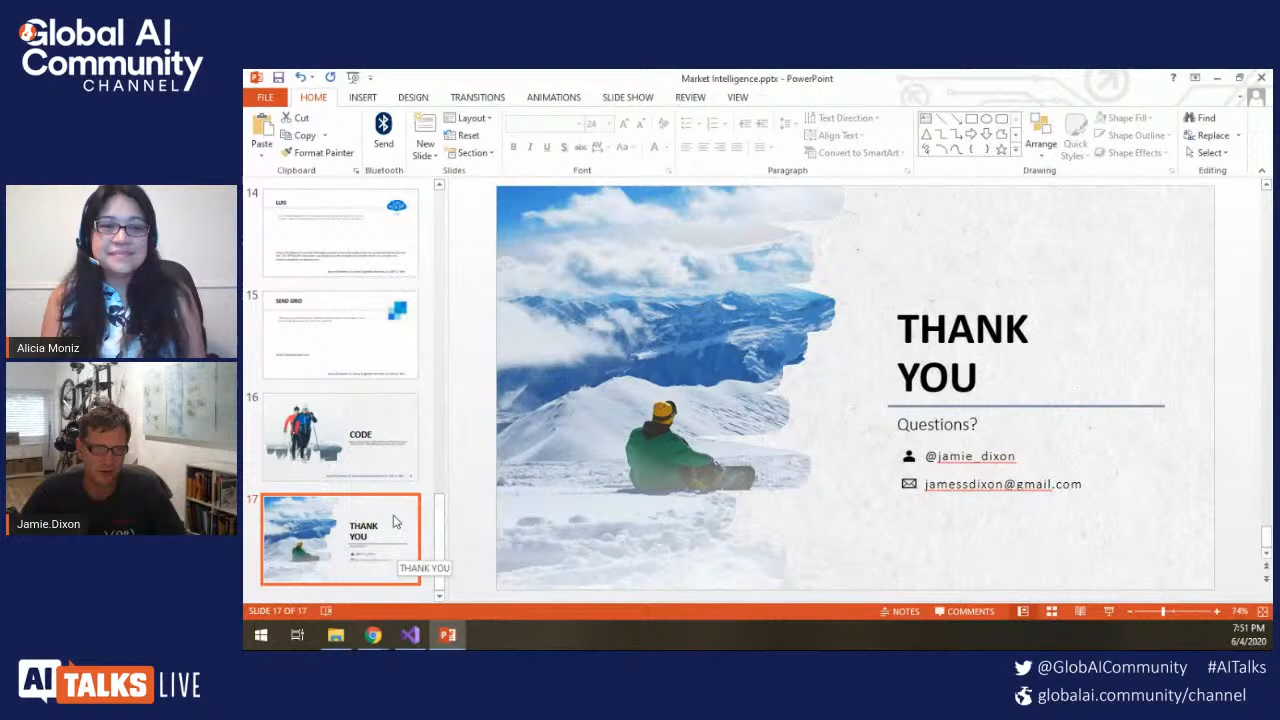 Global AI
Community
CHANNEL
Market Intelligence.pptx - PowerPoint
FILE
HOME
INSERT
DESIGN
TRANSITIONS
ANIMATIONS
SLIDE SHOW
REVIEW
VIEW
Paste
Cut
Copy
Format Painter
Clipboard
Send
Bluetooth
New
Slide
Layout
Reset
Section
Slides
24
B I U S abc AV Aa A
Font
Text Direction
Align Text
Convert to SmartArt
Paragraph
Arrange
Quick
Styles
Shape Fill
Shape Outline
Shape Effects
Drawing
Find
Replace
Select
Editing
14
LUIS
15
SEND GRID
16
CODE
17
THANK
YOU
THANK YOU
THANK
YOU
Questions?
@jamie_dixon
jamessdixon@gmail.com
Alicia Moniz
Jamie.Dixon
SLIDE 17 OF 17
NOTES
COMMENTS
74%
7:51 PM
6/4/2020
AI TALKS LIVE
@GlobAICommunity #AITalks
globalai.community/channel